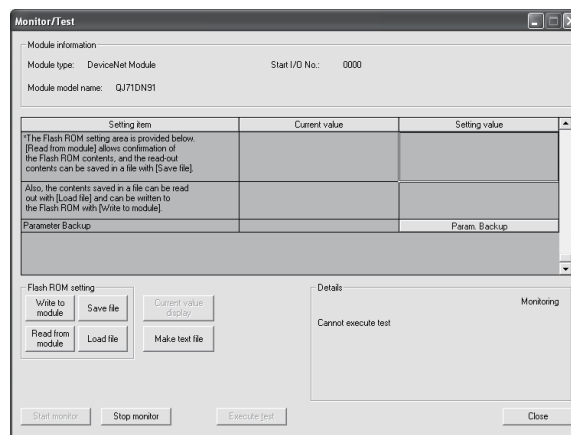 Monitor/Test
Module information
Module type: DeviceNet Module Start I/O No.: 0000
Module model name: QJ71DN91
Setting item Current value Setting value
*The Flash ROM setting area is provided below.
[Read from module] allows confirmation of
the Flash ROM contents, and the read-out
contents can be saved in a file with [Save file].
Also, the contents saved in a file can be read
out with [Load file] and can be written to
the Flash ROM with [Write to module].
Parameter Backup Param. Backup
Flash ROM setting
Write to
module
Save file
Current value
display
Read from
module
Load file
Make text file
Details
Monitoring
Cannot execute test
Start monitor Stop monitor Execute test Close